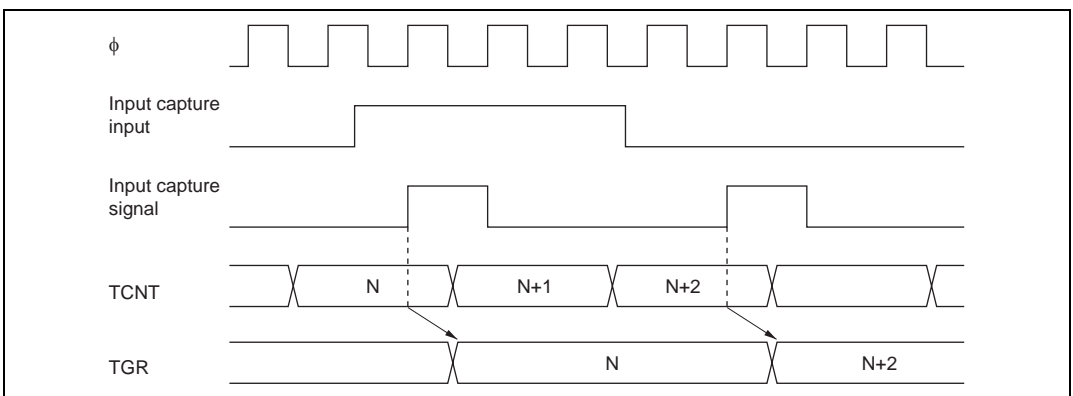 ϕ
Input capture
input
Input capture
signal
TCNT
N
N+1
N+2
TGR
N
N+2